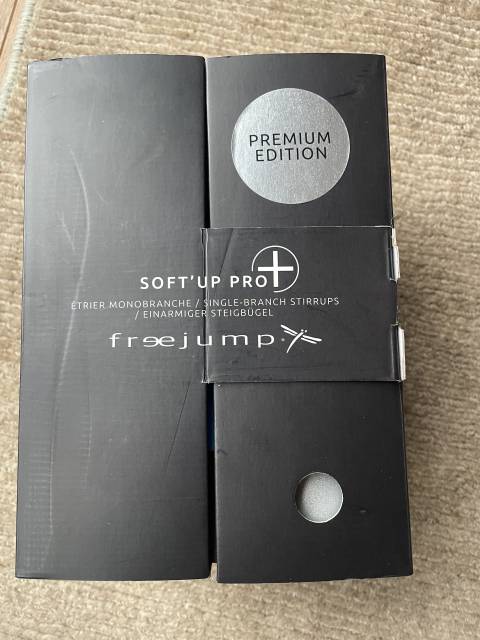 PREMIUM
EDITION
SOFT'UP PRO+
ÉTRIER MONOBRANCHE / SINGLE-BRANCH STIRRUPS
/ EINARMIGER STEIGBÜGEL
freejump®